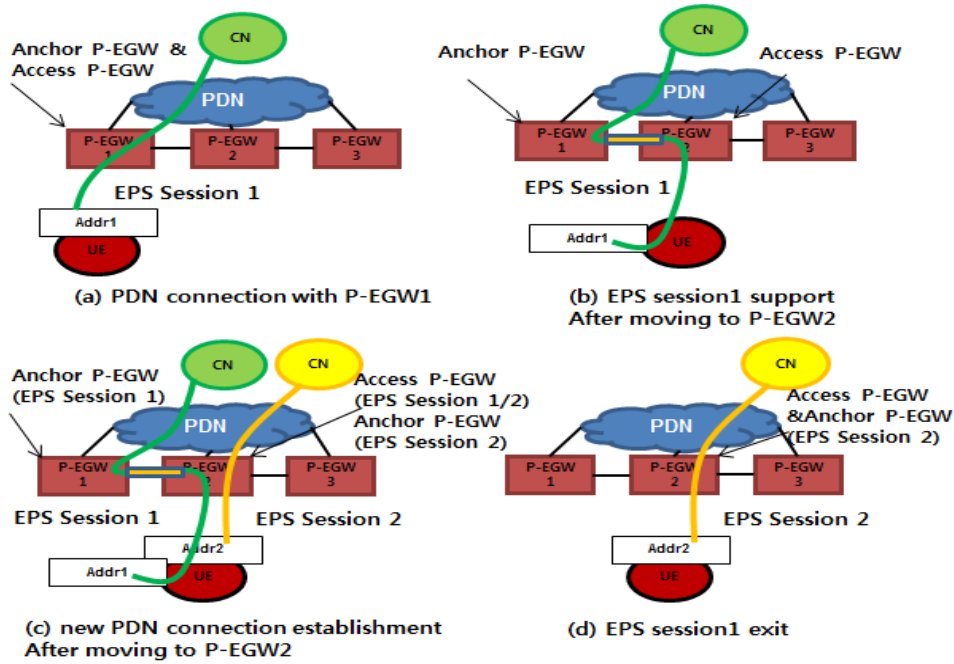 CN
Anchor P-EGW &
Access P-EGW
PDN
P-EGW
1
P-EGW
2
P-EGW
3
EPS Session 1
Addr1
UE
(a) PDN connection with P-EGW1
CN
Anchor P-EGW
Access P-EGW
PDN
P-EGW
1
P-EGW
2
P-EGW
3
EPS Session 1
Addr1
UE
(b) EPS session1 support
After moving to P-EGW2
CN
CN
Anchor P-EGW
(EPS Session 1)
Access P-EGW
(EPS Session 1/2)
Anchor P-EGW
(EPS Session 2)
PDN
P-EGW
1
P-EGW
2
P-EGW
3
EPS Session 1
EPS Session 2
Addr2
Addr1
UE
(c) new PDN connection establishment
After moving to P-EGW2
CN
Access P-EGW
&Anchor P-EGW
(EPS Session 2)
PDN
P-EGW
1
P-EGW
2
P-EGW
3
EPS Session 2
Addr2
UE
(d) EPS session1 exit